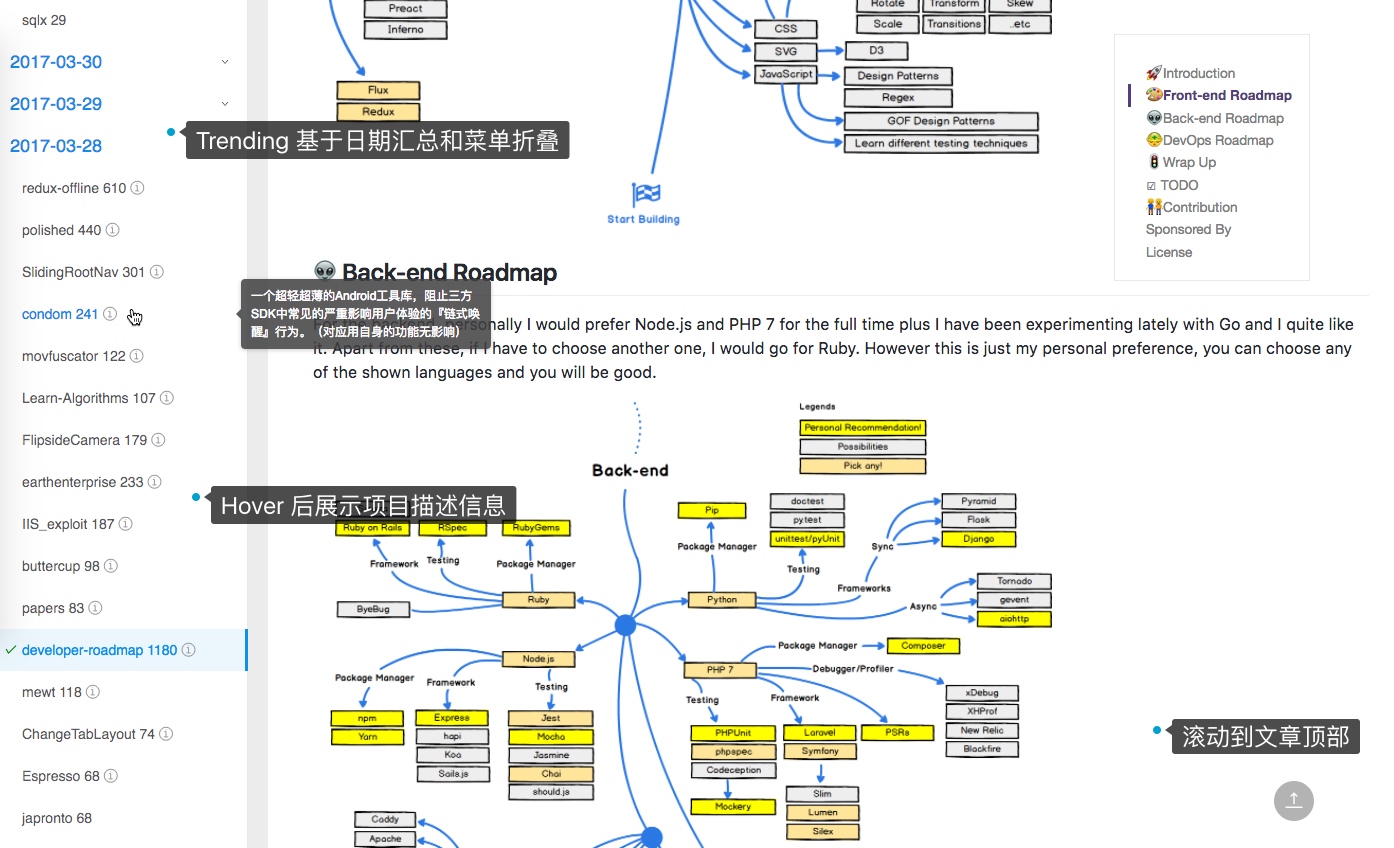 sqlx 29
2017-03-30
2017-03-29
2017-03-28
redux-offline 610
polished 440
SlidingRootNav 301
condom 241
movfuscator 122
Learn-Algorithms 107
FlipsideCamera 179
earthenterprise 233
IIS_exploit 187
buttercup 98
papers 83
developer-roadmap 1180
mewt 118
ChangeTabLayout 74
Espresso 68
japronto 68
Trending 基于日期汇总和菜单折叠
一个超轻超薄的Android工具库，阻止三方
SDK中常见的严重影响用户体验的『链式唤
醒』行为。（对应用自身的功能无影响）
Hover 后展示项目描述信息
滚动到文章顶部
Preact
Inferno
Flux
Redux
CSS
SVG
JavaScript
D3
Rotate
Transform
Skew
Scale
Transitions
..etc
Design Patterns
Regex
GOF Design Patterns
Learn different testing techniques
Start Building
Introduction
Front-end Roadmap
Back-end Roadmap
DevOps Roadmap
Wrap Up
TODO
Contribution
Sponsored By
License
Back-end Roadmap
For the backend, personally I would prefer Node.js and PHP 7 for the full time plus I have been experimenting lately with Go and I quite like
it. Apart from these, if I have to choose another one, I would go for Ruby. However this is just my personal preference, you can choose any
of the shown languages and you will be good.
Legends
Personal Recommendation!
Possibilities
Pick any!
Back-end
Ruby on Rails
RSpec
RubyGems
Framework
Testing
Package Manager
Ruby
ByeBug
Pip
Package Manager
doctest
pytest
unittest/pyUnit
Testing
Python
Pyramid
Flask
Django
Sync
Frameworks
Async
Tornado
gevent
aiohttp
Node.js
Package Manager
Framework
Testing
npm
Yarn
Express
hapi
Koa
Sails.js
Jest
Mocha
Jasmine
Chai
should.js
PHP 7
Package Manager
Composer
Debugger/Profiler
Testing
Framework
xDebug
XHProf
New Relic
Blackfire
PHPUnit
phpspec
Codeception
Mockery
Laravel
Symfony
Slim
Lumen
Silex
PSRs
Caddy
Apache